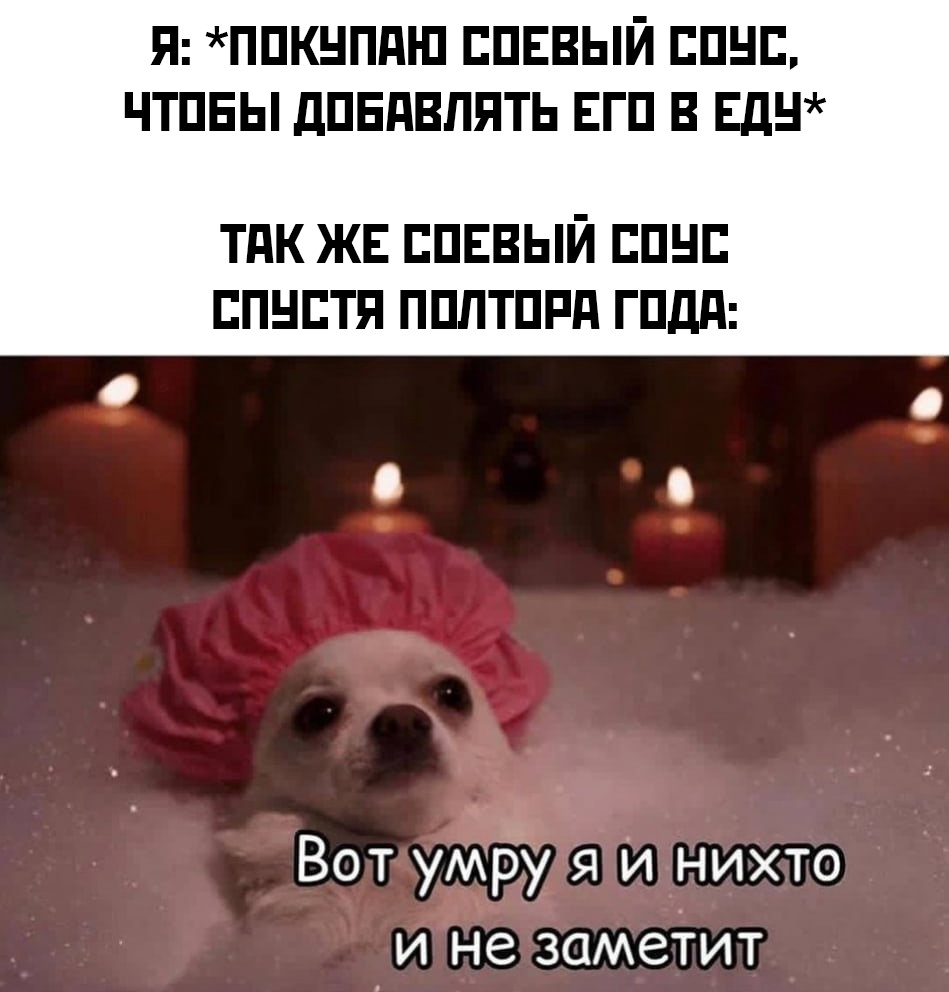 Я: *ПОКУПАЮ СОЕВЫЙ СОУС,
ЧТОБЫ ДОБАВЛЯТЬ ЕГО В ЕДУ*
ТАК ЖЕ СОЕВЫЙ СОУС
СПУСТЯ ПОЛТОРА ГОДА:
Вот умру я и нихто
и не заметит